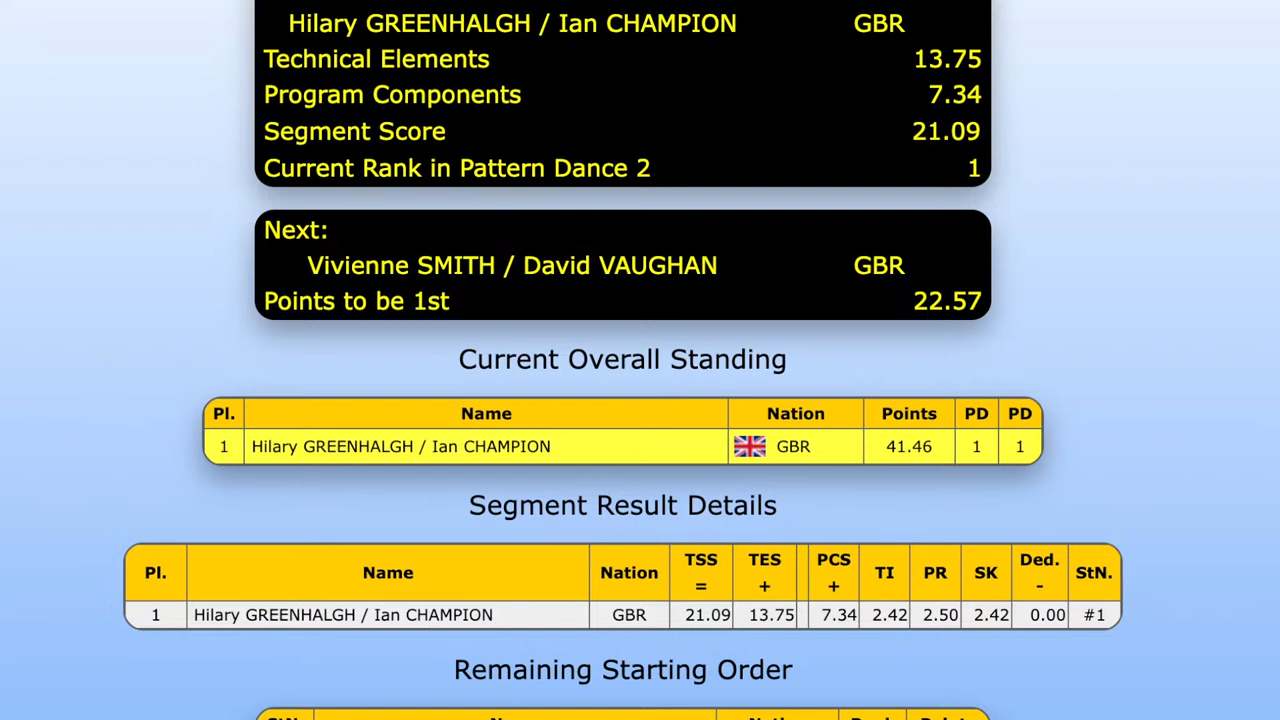 Hilary GREENHALGH / Ian CHAMPION GBR
Technical Elements 13.75
Program Components 7.34
Segment Score 21.09
Current Rank in Pattern Dance 2 1
Next:
Vivienne SMITH / David VAUGHAN GBR
Points to be 1st 22.57
Current Overall Standing
Pl. Name Nation Points PD PD
1 Hilary GREENHALGH / Ian CHAMPION GBR 41.46 1 1
Segment Result Details
Pl. Name Nation TSS = TES + PCS + TI PR SK Ded. - StN.
1 Hilary GREENHALGH / Ian CHAMPION GBR 21.09 13.75 7.34 2.42 2.50 2.42 0.00 #1
Remaining Starting Order